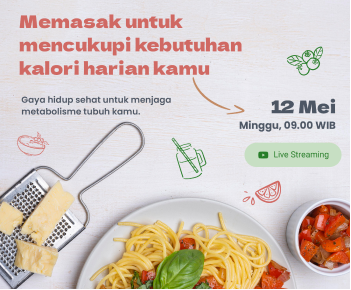 Memasak untuk
mencukupi kebutuhan
kalori harian kamu
Gaya hidup sehat untuk menjaga
metabolisme tubuh kamu.
12 Mei
Minggu, 09.00 WIB
Live Streaming